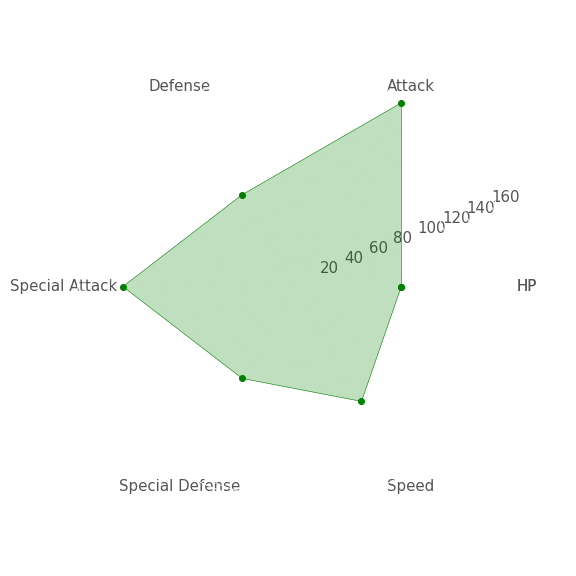 Defense
Attack
160
140
120
100
80
60
40
20
Special Attack
HP
Special Defense
Speed